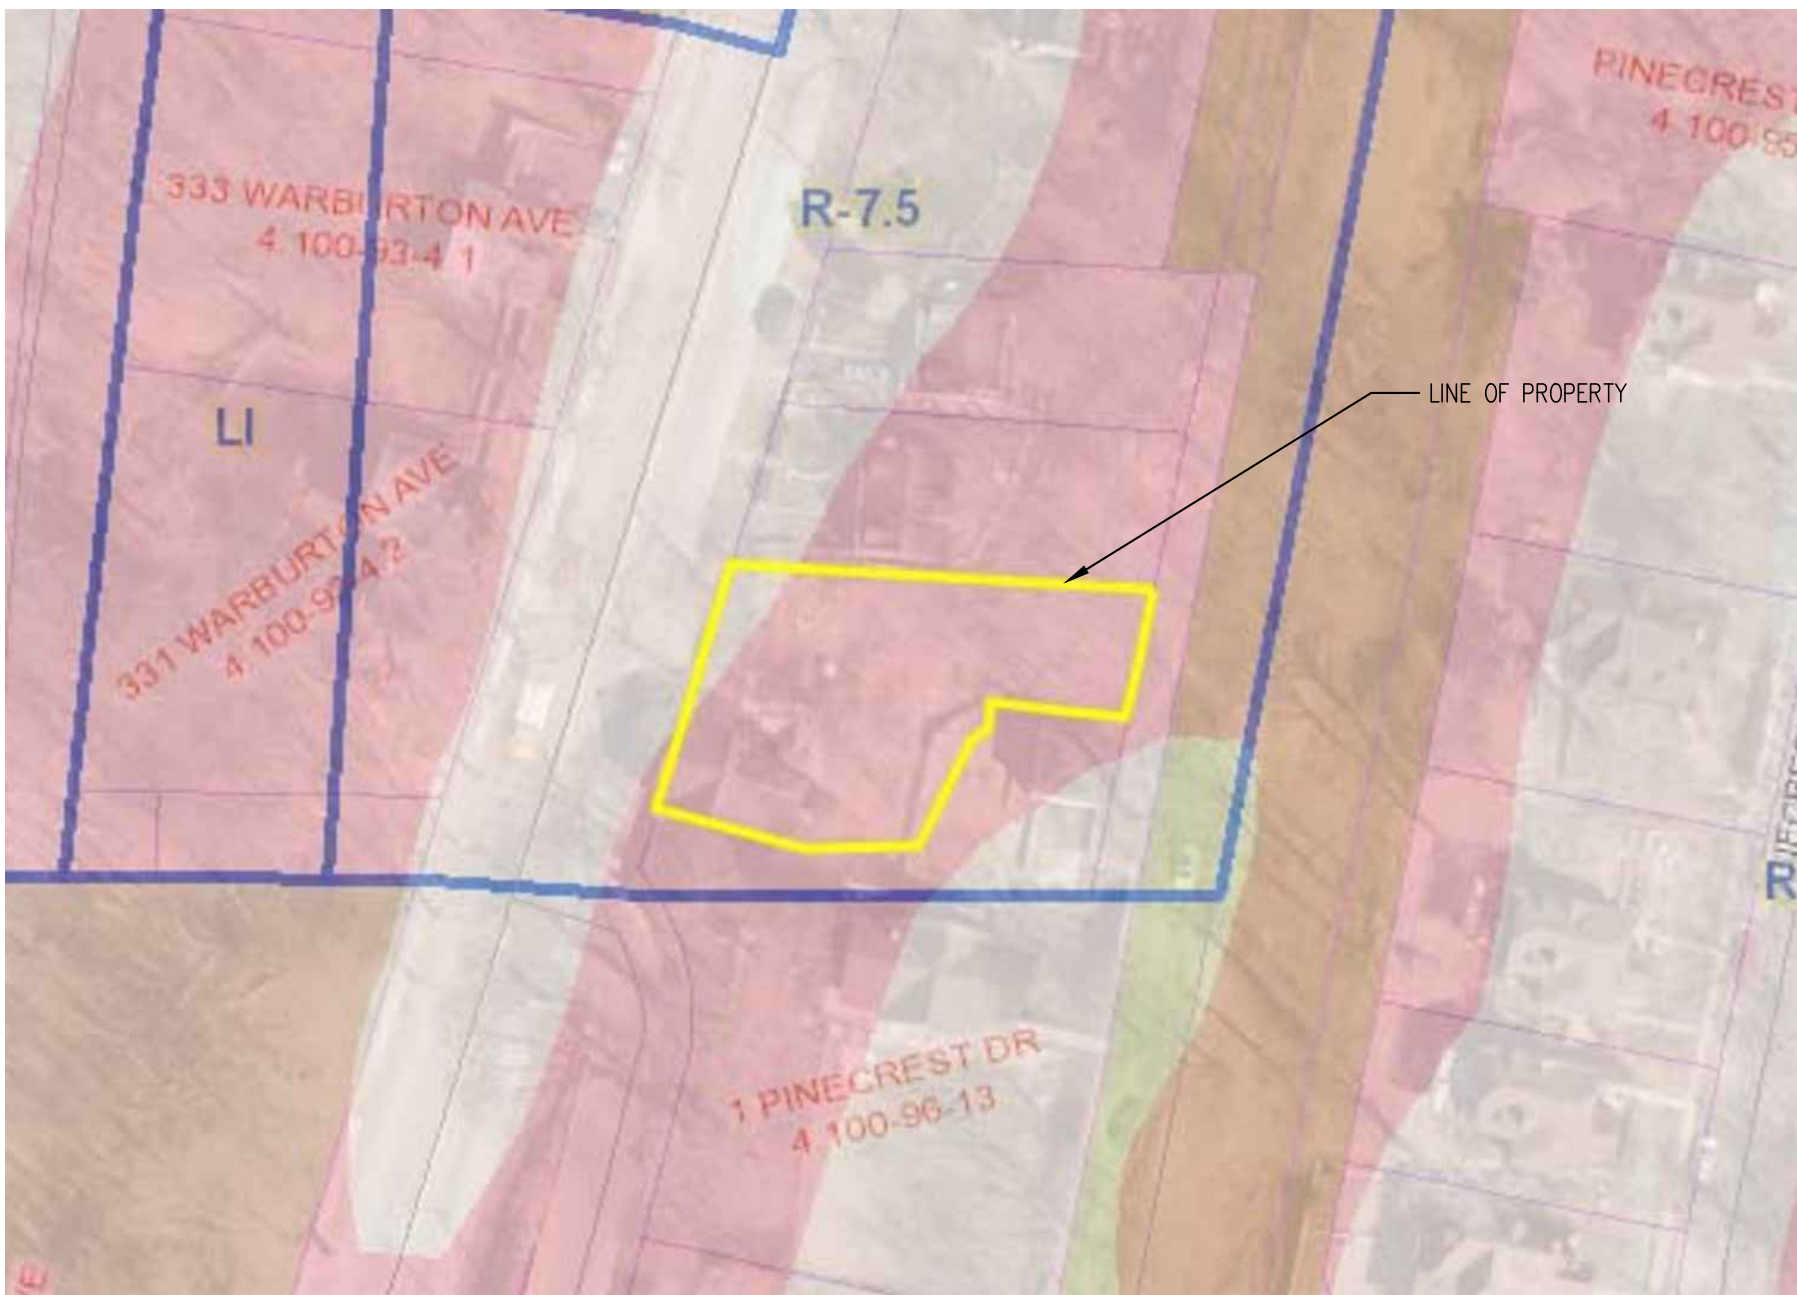 PINECREST
4.100-95
333 WARBURTON AVE
4.100-93-4.1
R-7.5
LINE OF PROPERTY
LI
331 WARBURTON AVE
4.100-93-4.2
R
1 PINECREST DR
4.100-96-13